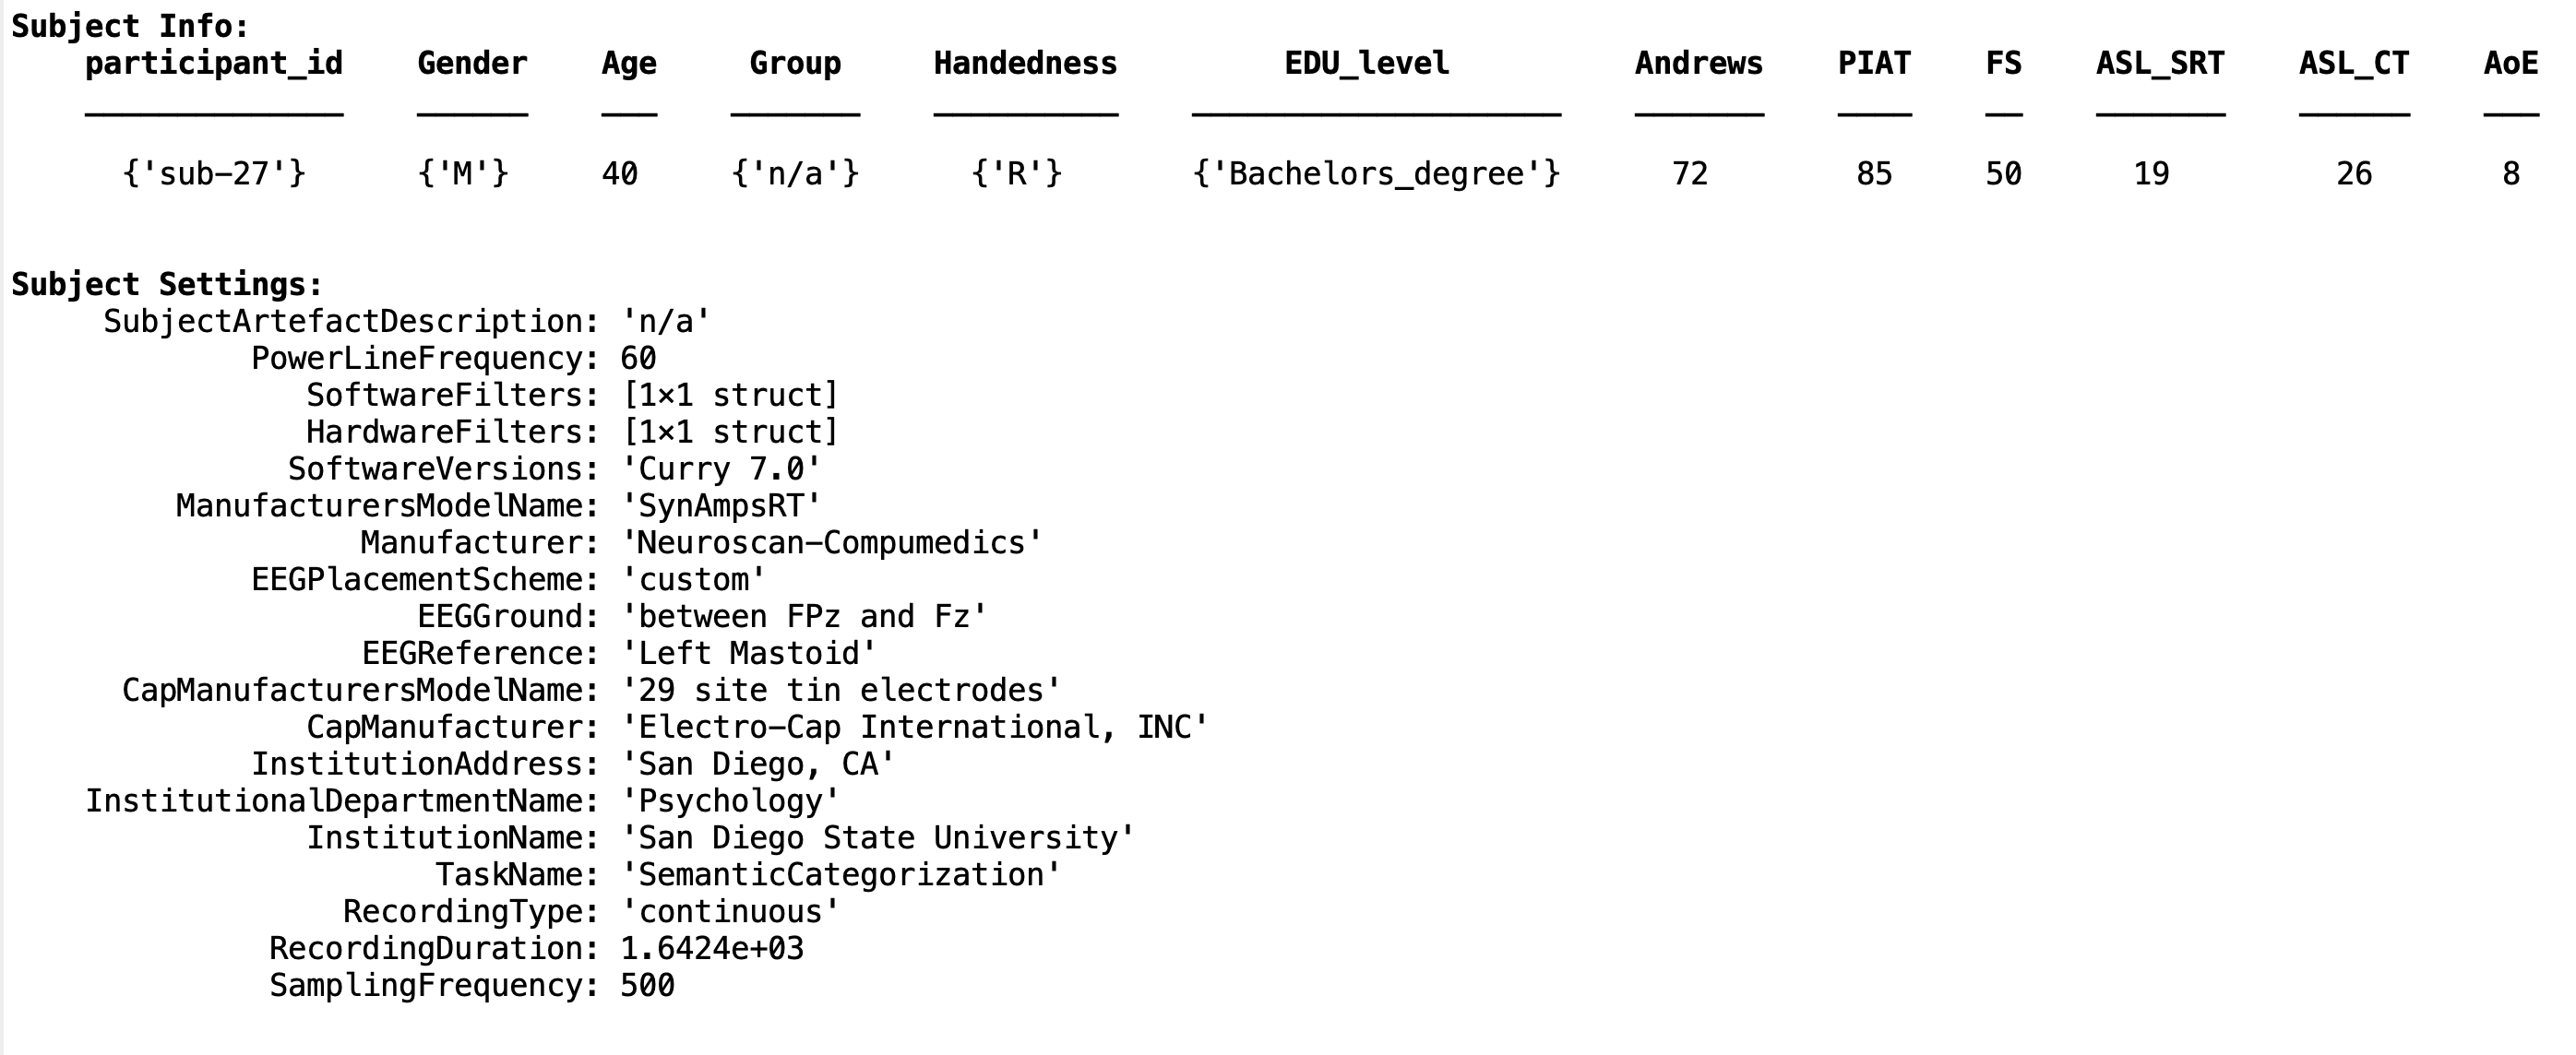 Subject Info:
participant_id Gender Age Group Handedness EDU_level Andrews PIAT FS ASL_SRT ASL_CT AoE
{'sub-27'} {'M'} 40 {'n/a'} {'R'} {'Bachelors_degree'} 72 85 50 19 26 8
Subject Settings:
SubjectArtefactDescription: 'n/a'
PowerLineFrequency: 60
SoftwareFilters: [1×1 struct]
HardwareFilters: [1×1 struct]
SoftwareVersions: 'Curry 7.0'
ManufacturersModelName: 'SynAmpsRT'
Manufacturer: 'Neuroscan-Compumedics'
EEGPlacementScheme: 'custom'
EEGGround: 'between FPz and Fz'
EEGReference: 'Left Mastoid'
CapManufacturersModelName: '29 site tin electrodes'
CapManufacturer: 'Electro-Cap International, INC'
InstitutionAddress: 'San Diego, CA'
InstitutionalDepartmentName: 'Psychology'
InstitutionName: 'San Diego State University'
TaskName: 'SemanticCategorization'
RecordingType: 'continuous'
RecordingDuration: 1.6424e+03
SamplingFrequency: 500